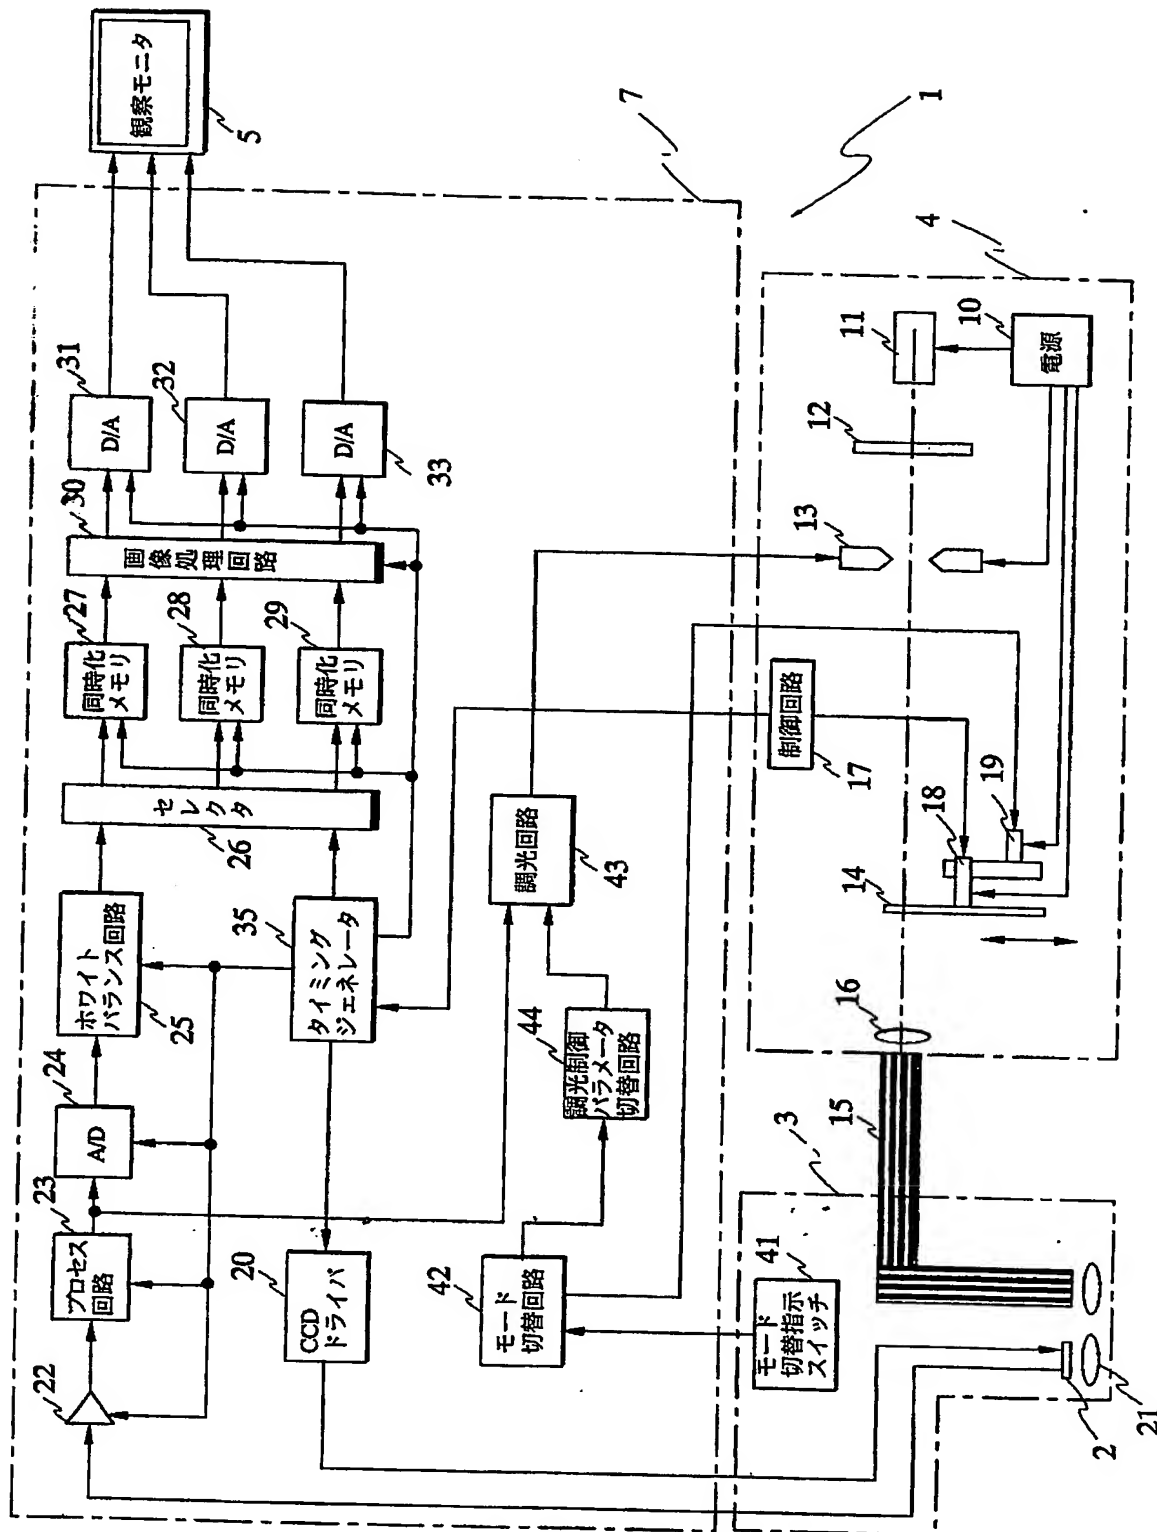 観察モニタ
5
7
1
31
D/A
32
D/A
D/A
33
30
画像処理回路
27
同時化
メモリ
28
同時化
メモリ
29
同時化
メモリ
セレクタ
26
ホワイト
バランス回路
25
24
A/D
23
プロセス
回路
22
35
タイミング
ジェネレータ
20
CCD
ドライバ
調光回路
43
44
調光制御
パラメータ
切替回路
42
モード
切替回路
41
モード
切替指示
スイッチ
4
11
10
電源
12
13
制御回路
17
18
19
14
16
15
3
2
21